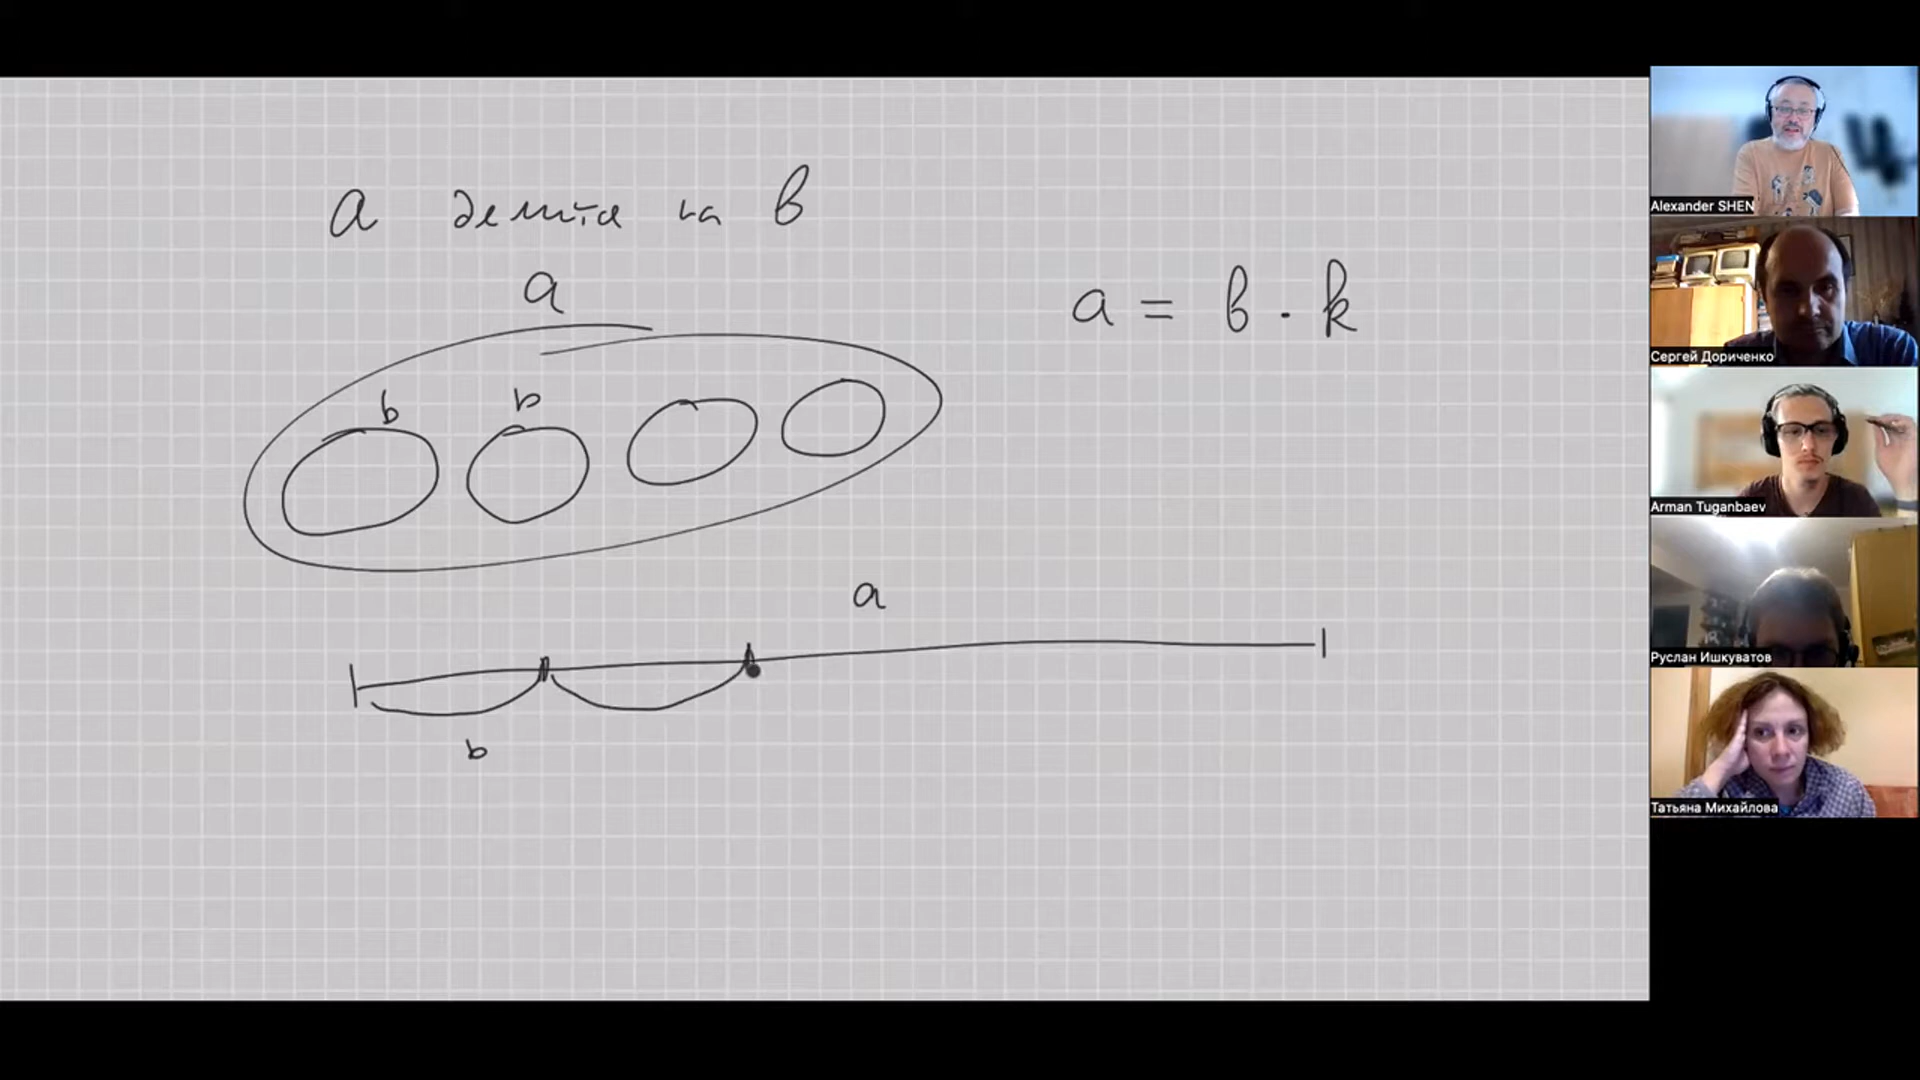 a делится на b
a
a = b · k
b
b
a
b
Alexander SHEN
Сергей Дориченко
Arman Tuganbaev
Руслан Ишкуватов
Татьяна Михайлова